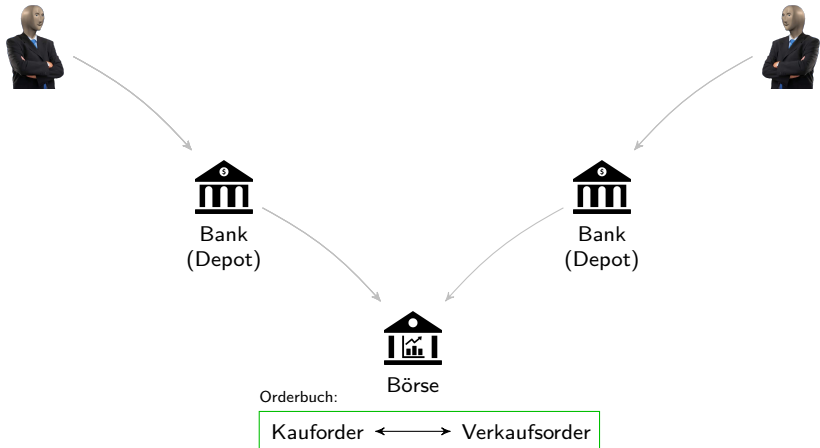 Bank
(Depot)
Bank
(Depot)
Börse
Orderbuch:
Kauforder
Verkaufsorder